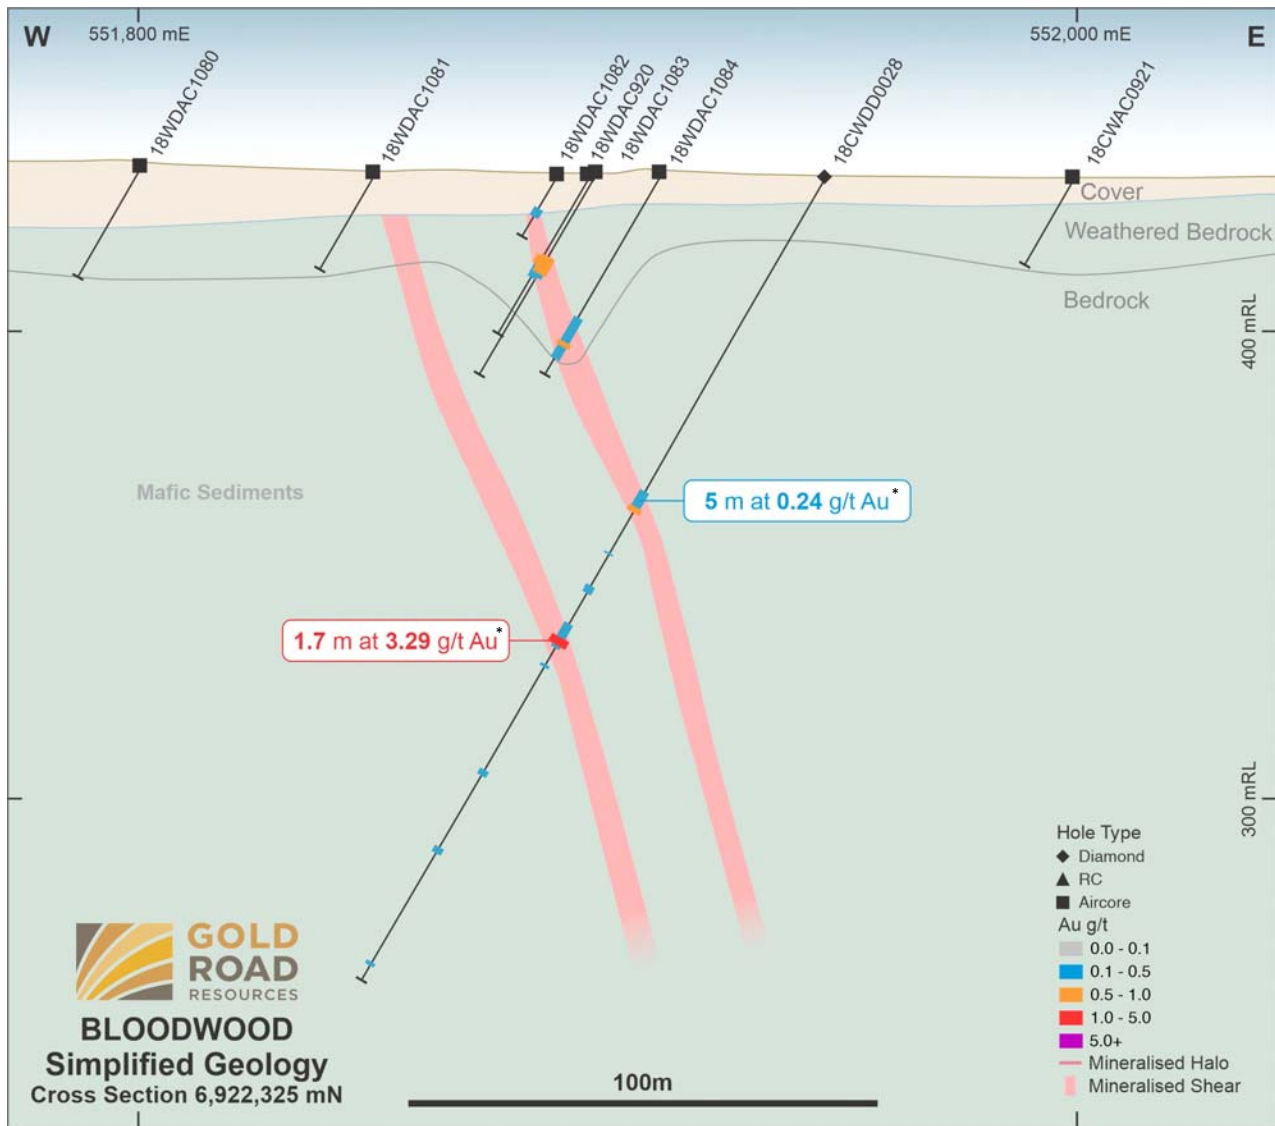 W
551,800 mE
552,000 mE
E
18WDAC1080
18WDAC1081
18WDAC1082
18WDAC920
18WDAC1083
18WDAC1084
18CWDD0028
18CWAC0921
Cover
Weathered Bedrock
Bedrock
400 mRL
Mafic Sediments
5 m at 0.24 g/t Au*
1.7 m at 3.29 g/t Au*
300 mRL
Hole Type
Diamond
RC
Aircore
Au g/t
0.0 - 0.1
0.1 - 0.5
0.5 - 1.0
1.0 - 5.0
5.0+
Mineralised Halo
Mineralised Shear
GOLD
ROAD
RESOURCES
BLOODWOOD
Simplified Geology
Cross Section 6,922,325 mN
100m